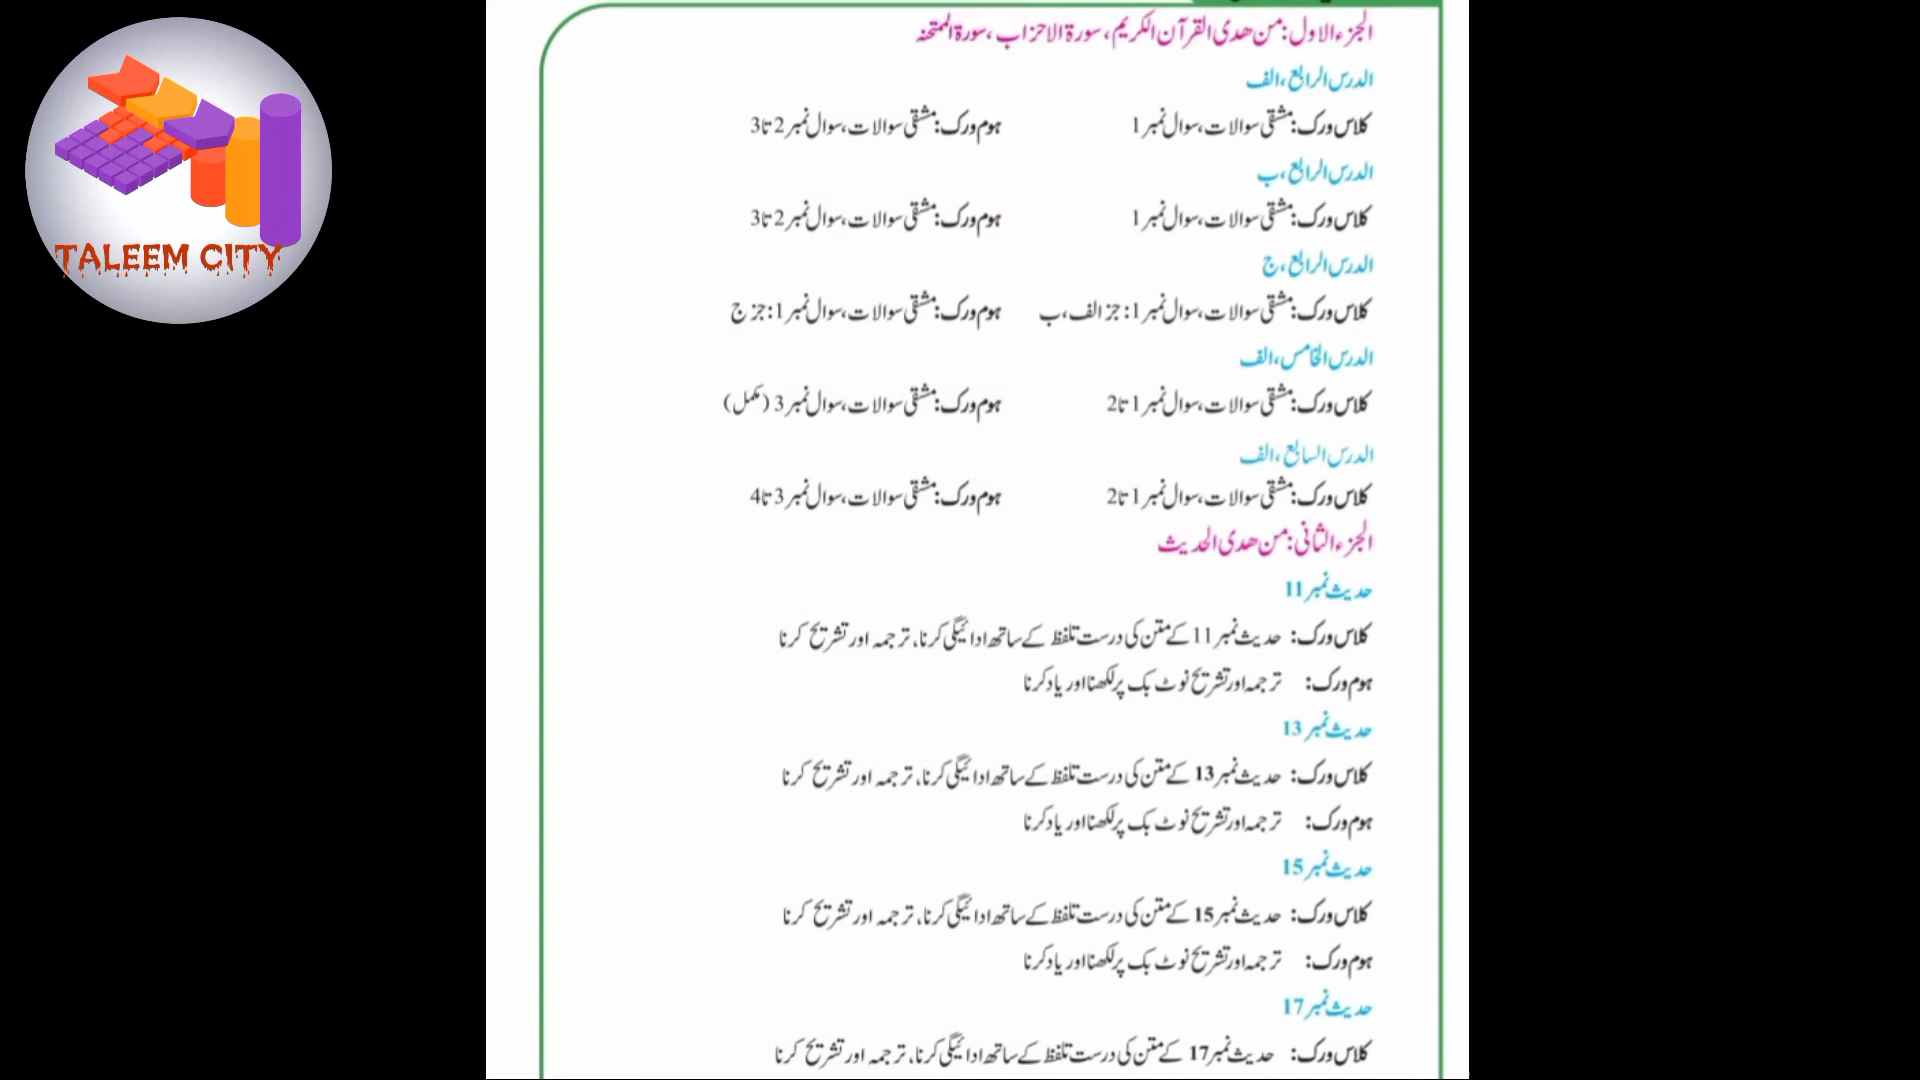 TALEEM CITY
الجزء الاول: من ھدی القرآن الکریم، سورة الاحزاب، سورة الممتحنہ
الدرس الرابع، الف
کلاس ورک: مشقی سوالات، سوال نمبر 1 ہوم ورک: مشقی سوالات، سوال نمبر 2 تا 3
الدرس الرابع، ب
کلاس ورک: مشقی سوالات، سوال نمبر 1 ہوم ورک: مشقی سوالات، سوال نمبر 2 تا 3
الدرس الرابع، ج
کلاس ورک: مشقی سوالات، سوال نمبر 1: جز الف، ب ہوم ورک: مشقی سوالات، سوال نمبر 1: جز ج
الدرس الخامس، الف
کلاس ورک: مشقی سوالات، سوال نمبر 1 تا 2 ہوم ورک: مشقی سوالات، سوال نمبر 3 (مکمل)
الدرس السابع، الف
کلاس ورک: مشقی سوالات، سوال نمبر 1 تا 2 ہوم ورک: مشقی سوالات، سوال نمبر 3 تا 4
الجزء الثانی: من ھدی الحدیث
حدیث نمبر 11
کلاس ورک: حدیث نمبر 11 کے متن کی درست تلفظ کے ساتھ ادائیگی کرنا، ترجمہ اور تشریح کرنا
ہوم ورک: ترجمہ اور تشریح نوٹ بک پر لکھنا اور یاد کرنا
حدیث نمبر 13
کلاس ورک: حدیث نمبر 13 کے متن کی درست تلفظ کے ساتھ ادائیگی کرنا، ترجمہ اور تشریح کرنا
ہوم ورک: ترجمہ اور تشریح نوٹ بک پر لکھنا اور یاد کرنا
حدیث نمبر 15
کلاس ورک: حدیث نمبر 15 کے متن کی درست تلفظ کے ساتھ ادائیگی کرنا، ترجمہ اور تشریح کرنا
ہوم ورک: ترجمہ اور تشریح نوٹ بک پر لکھنا اور یاد کرنا
حدیث نمبر 17
کلاس ورک: حدیث نمبر 17 کے متن کی درست تلفظ کے ساتھ ادائیگی کرنا، ترجمہ اور تشریح کرنا